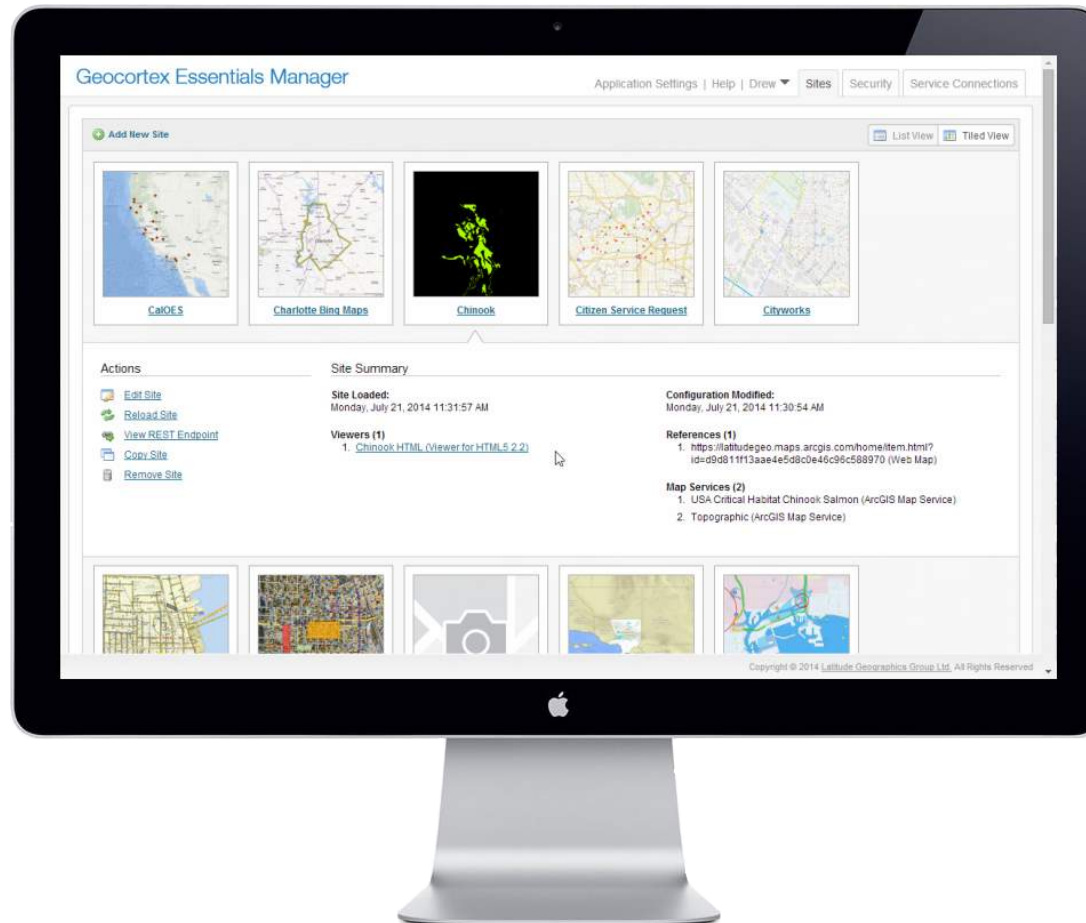 Geocortex Essentials Manager
Application Settings | Help | Drew Sites Security Service Connections
Add New Site
List View Tiled View
CalOES
Charlotte Bing Maps
Chinook
Citizen Service Request
Cityworks
Actions
Edit Site
Reload Site
View REST Endpoint
Copy Site
Remove Site
Site Summary
Site Loaded:
Monday, July 21, 2014 11:31:57 AM
Viewers (1)
1. Chinook HTML (Viewer for HTML5 2.2)
Configuration Modified:
Monday, July 21, 2014 11:30:54 AM
References (1)
1. https://latitudegeo.maps.arcgis.com/home/item.html?
id=d9d811f13aae4e5d8c0e46c96c588970 (Web Map)
Map Services (2)
1. USA Critical Habitat Chinook Salmon (ArcGIS Map Service)
2. Topographic (ArcGIS Map Service)
Copyright © 2014 Latitude Geographics Group Ltd. All Rights Reserved